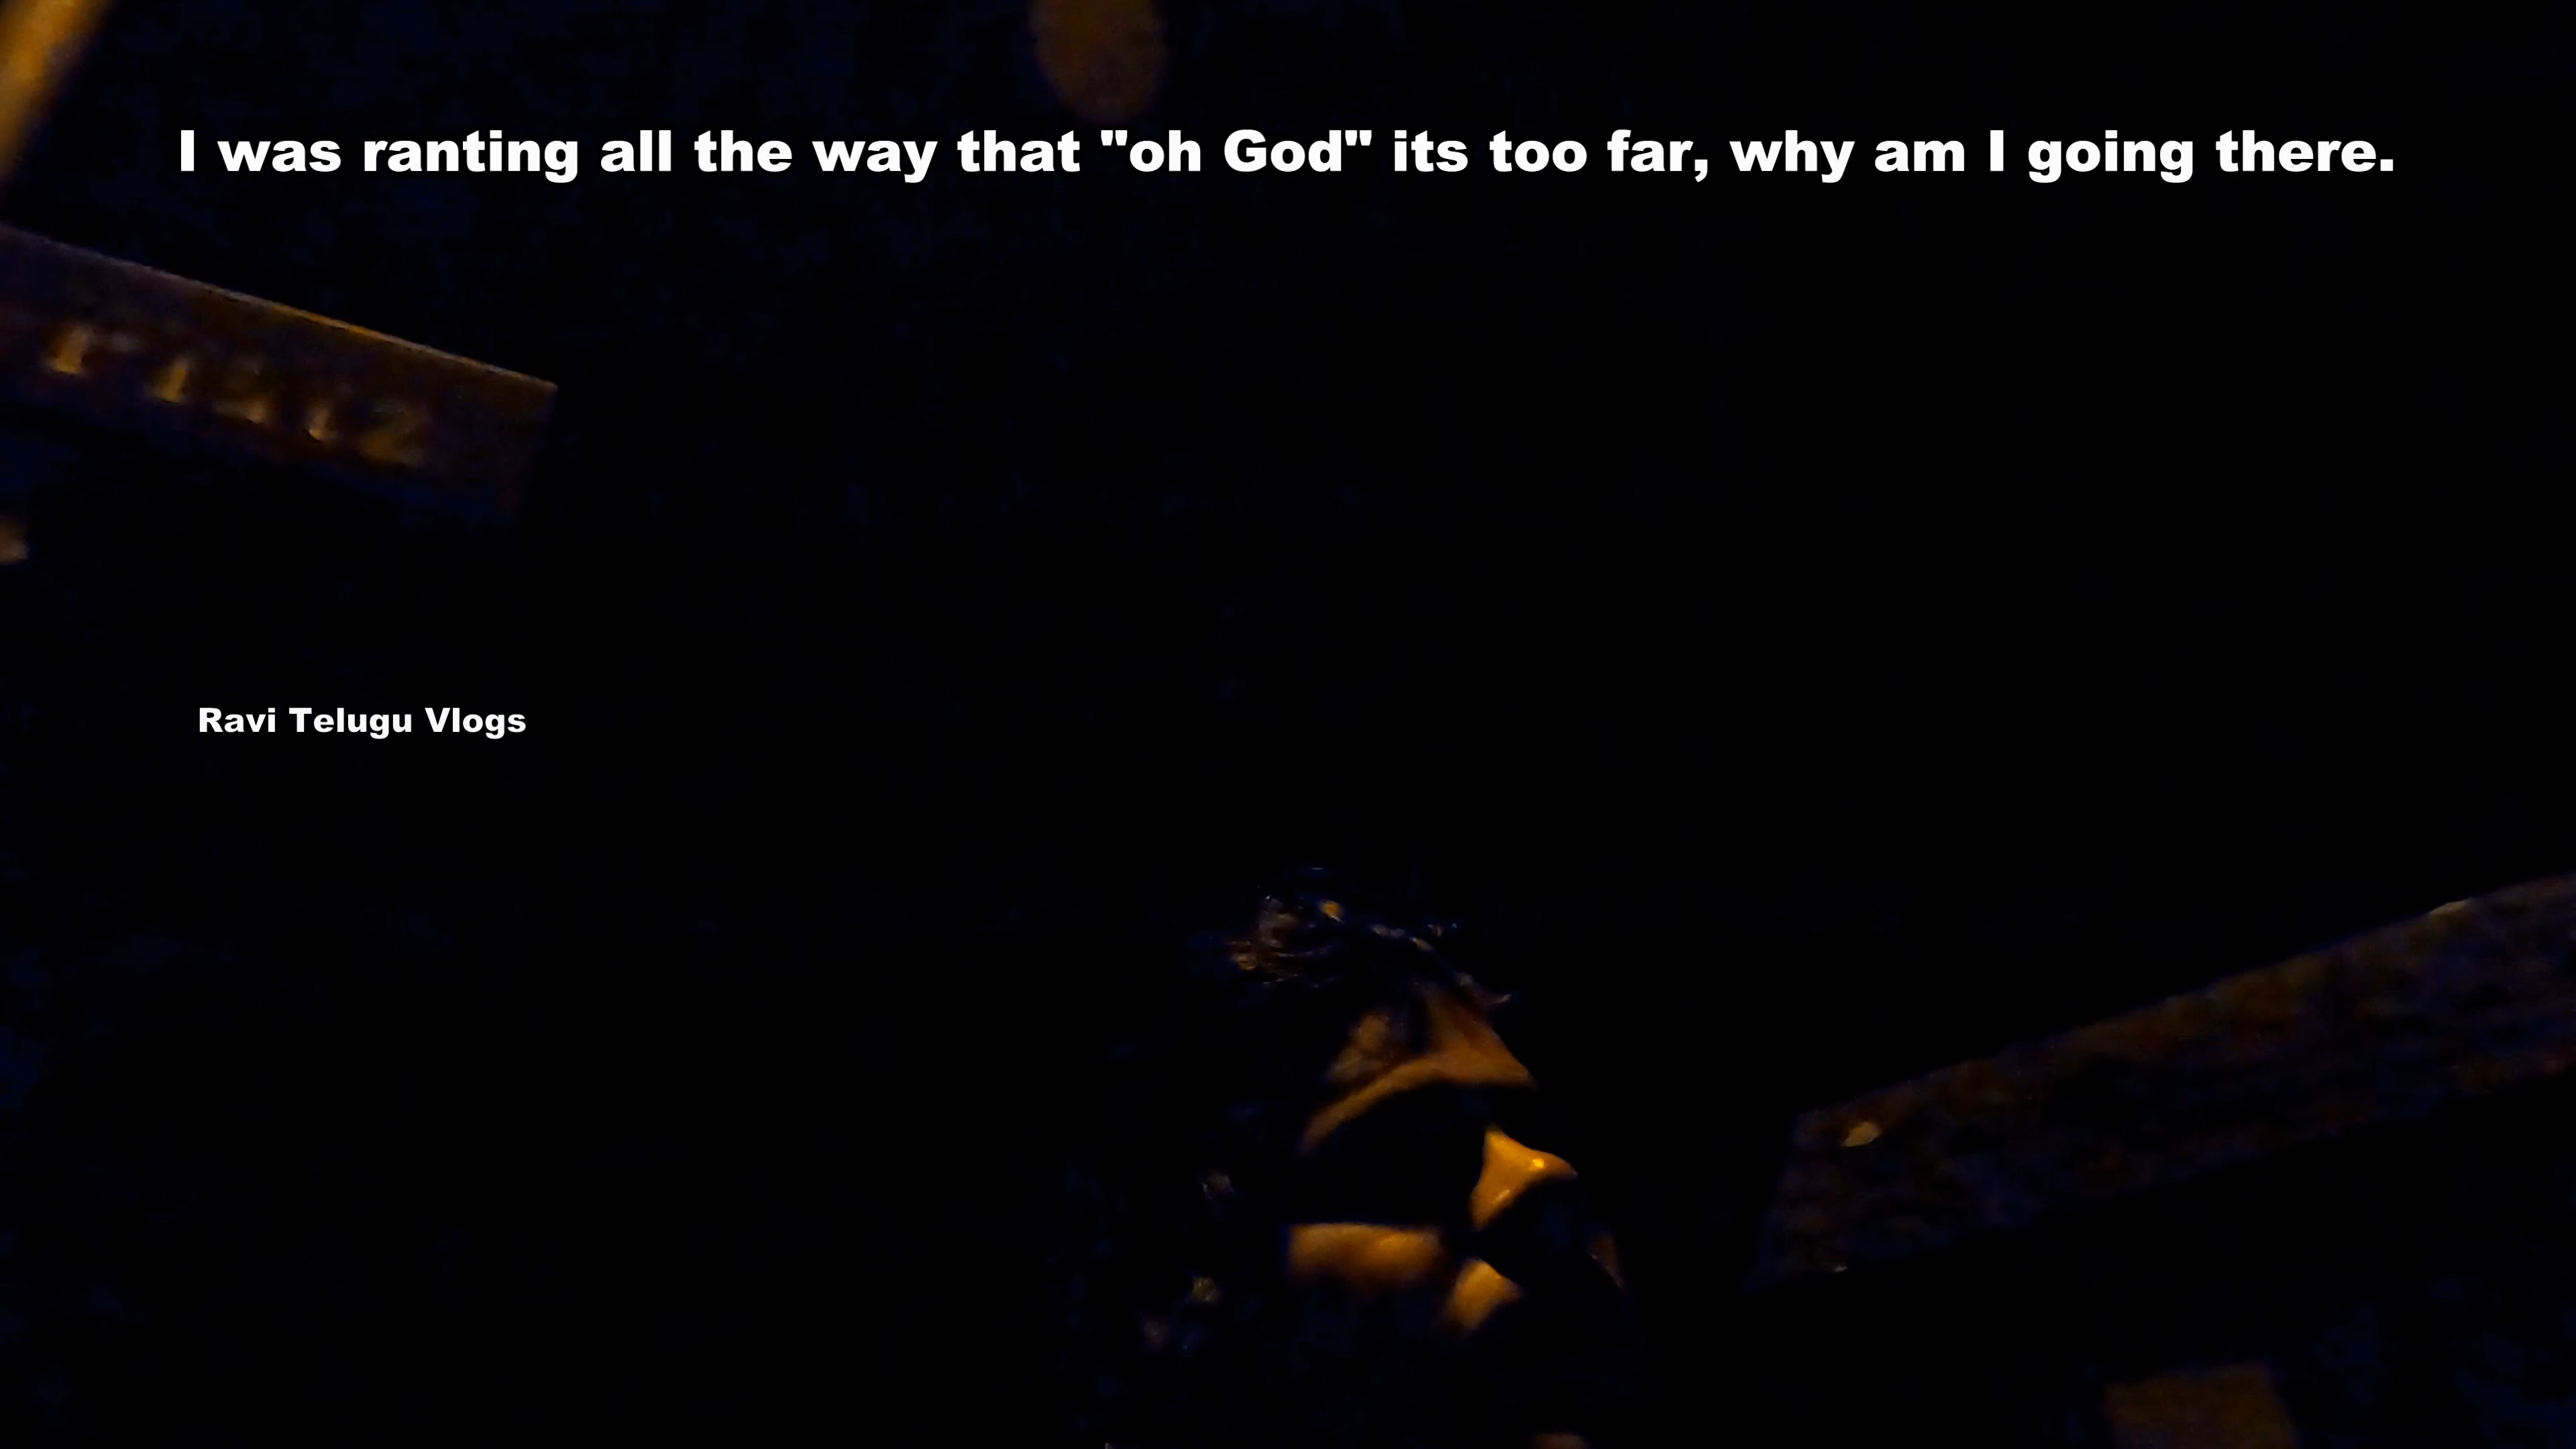 I was ranting all the way that "oh God" its too far, why am I going there.
Ravi Telugu Vlogs